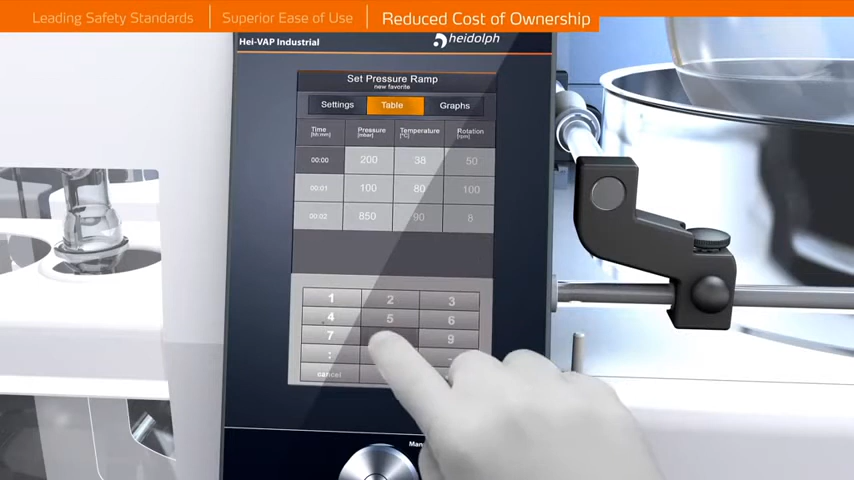 Leading Safety Standards | Superior Ease of Use | Reduced Cost of Ownership
Hei-VAP Industrial heidolph
Set Pressure Ramp
new favorite
Settings Table Graphs
Time Pressure Temperature Rotation
[hh:mm] [mbar] [°C] [rpm]
00:00 200 38 50
00:01 100 80 100
00:02 850 90 8
1 2 3
4 5 6
7 9
:
cancel